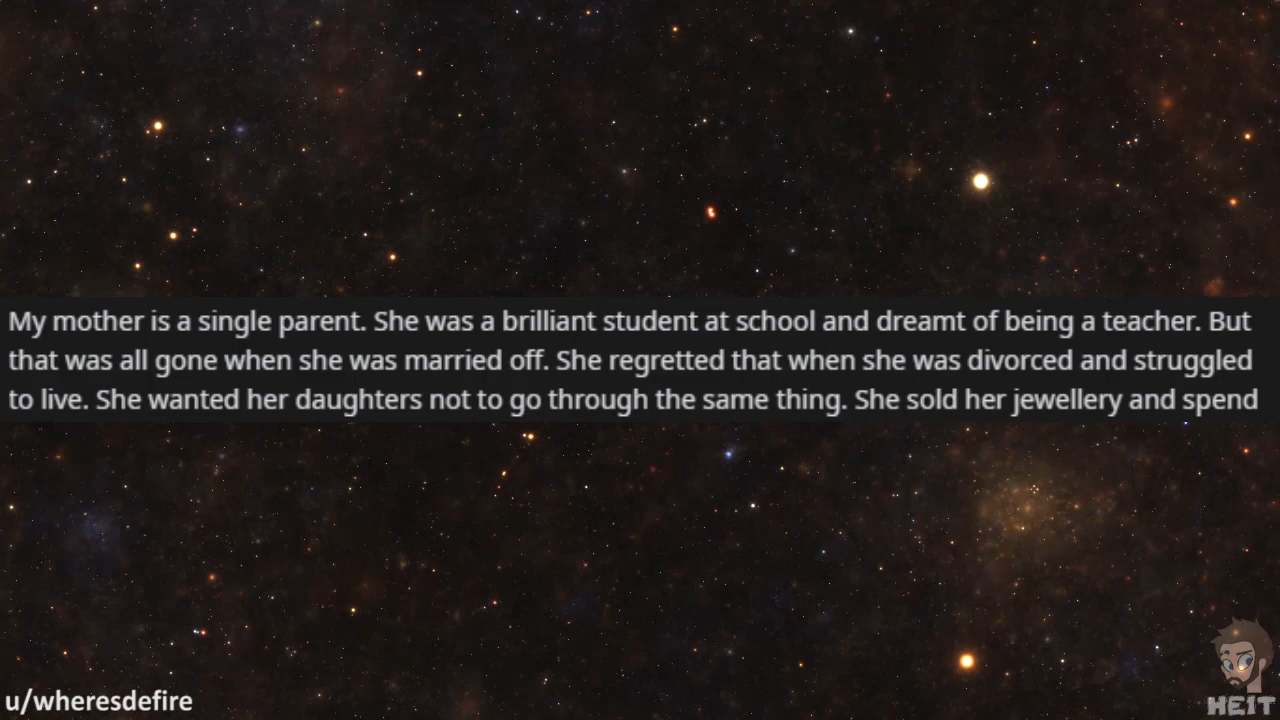 My mother is a single parent. She was a brilliant student at school and dreamt of being a teacher. But
that was all gone when she was married off. She regretted that when she was divorced and struggled
to live. She wanted her daughters not to go through the same thing. She sold her jewellery and spend
u/wheresdefire
HEIT